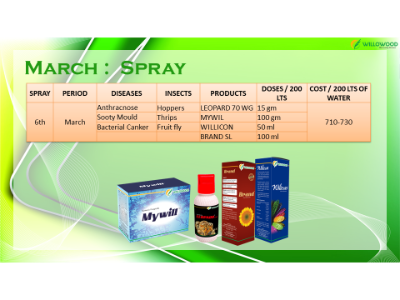 WILLOWOOD
MARCH : SPRAY
SPRAY PERIOD DISEASES INSECTS PRODUCTS DOSES / 200 LTS COST / 200 LTS OF WATER
6th March Anthracnose Hoppers LEOPARD 70 WG 15 gm 710-730
Sooty Mould Thrips MYWIL 100 gm
Bacterial Canker Fruit fly WILLICON 50 ml
BRAND SL 100 ml
Mywill
Brand
Willicon